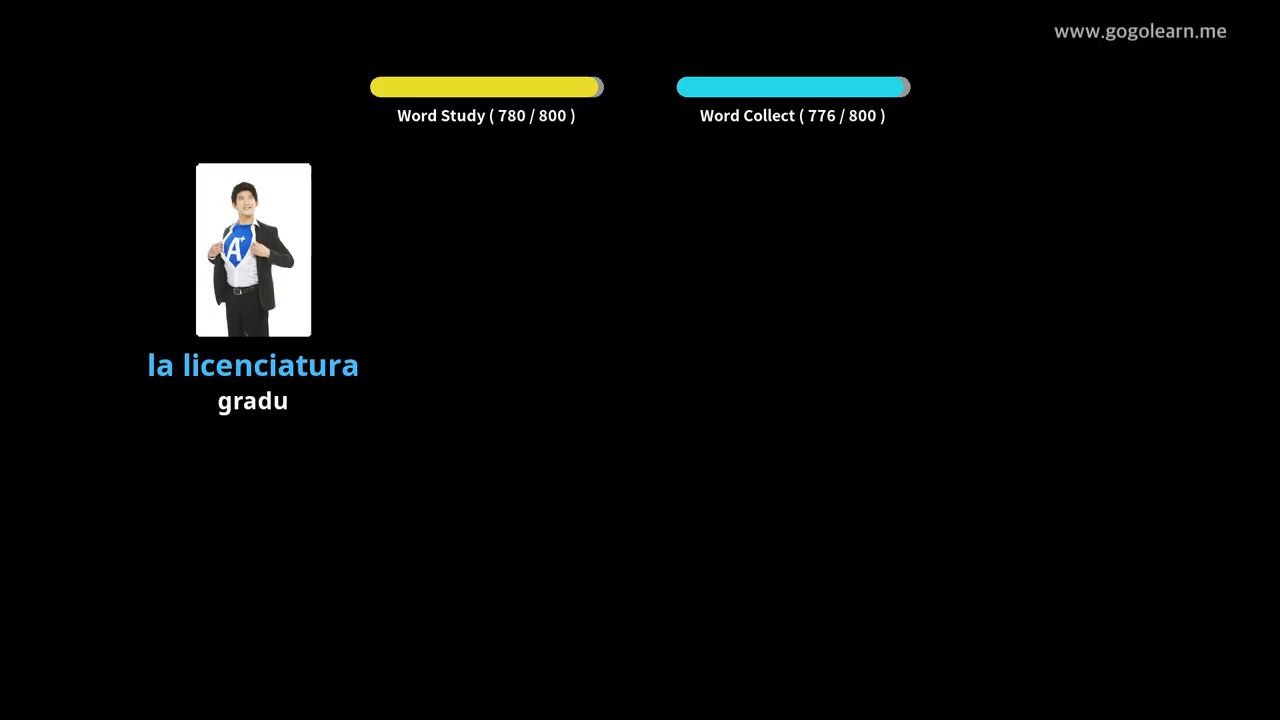 www.gogolearn.me
Word Study ( 780 / 800 )
Word Collect ( 776 / 800 )
A+
la licenciatura
gradu